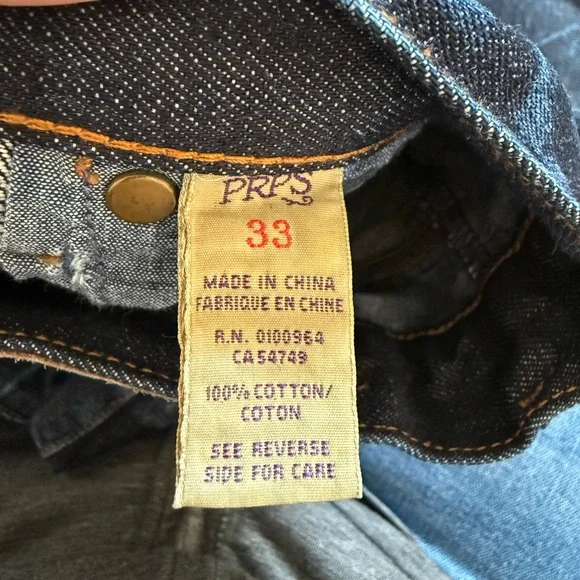 PRPS
33
MADE IN CHINA
FABRIQUE EN CHINE
R.N. 0100964
CA54749
100% COTTON/
COTON
SEE REVERSE
SIDE FOR CARE